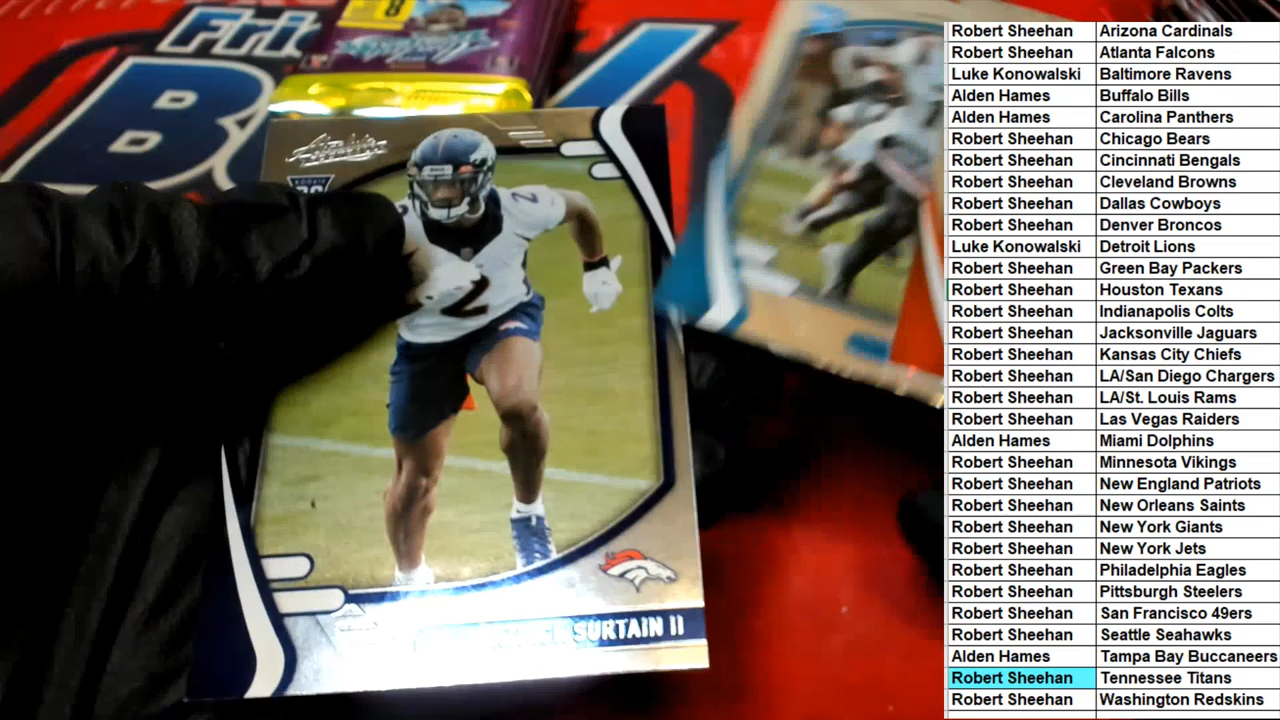 Fri
B
8
Absolute
ROOKIE
2
2
SURTAIN II
Robert Sheehan Arizona Cardinals
Robert Sheehan Atlanta Falcons
Luke Konowalski Baltimore Ravens
Alden Hames Buffalo Bills
Alden Hames Carolina Panthers
Robert Sheehan Chicago Bears
Robert Sheehan Cincinnati Bengals
Robert Sheehan Cleveland Browns
Robert Sheehan Dallas Cowboys
Robert Sheehan Denver Broncos
Luke Konowalski Detroit Lions
Robert Sheehan Green Bay Packers
Robert Sheehan Houston Texans
Robert Sheehan Indianapolis Colts
Robert Sheehan Jacksonville Jaguars
Robert Sheehan Kansas City Chiefs
Robert Sheehan LA/San Diego Chargers
Robert Sheehan LA/St. Louis Rams
Robert Sheehan Las Vegas Raiders
Alden Hames Miami Dolphins
Robert Sheehan Minnesota Vikings
Robert Sheehan New England Patriots
Robert Sheehan New Orleans Saints
Robert Sheehan New York Giants
Robert Sheehan New York Jets
Robert Sheehan Philadelphia Eagles
Robert Sheehan Pittsburgh Steelers
Robert Sheehan San Francisco 49ers
Robert Sheehan Seattle Seahawks
Alden Hames Tampa Bay Buccaneers
Robert Sheehan Tennessee Titans
Robert Sheehan Washington Redskins